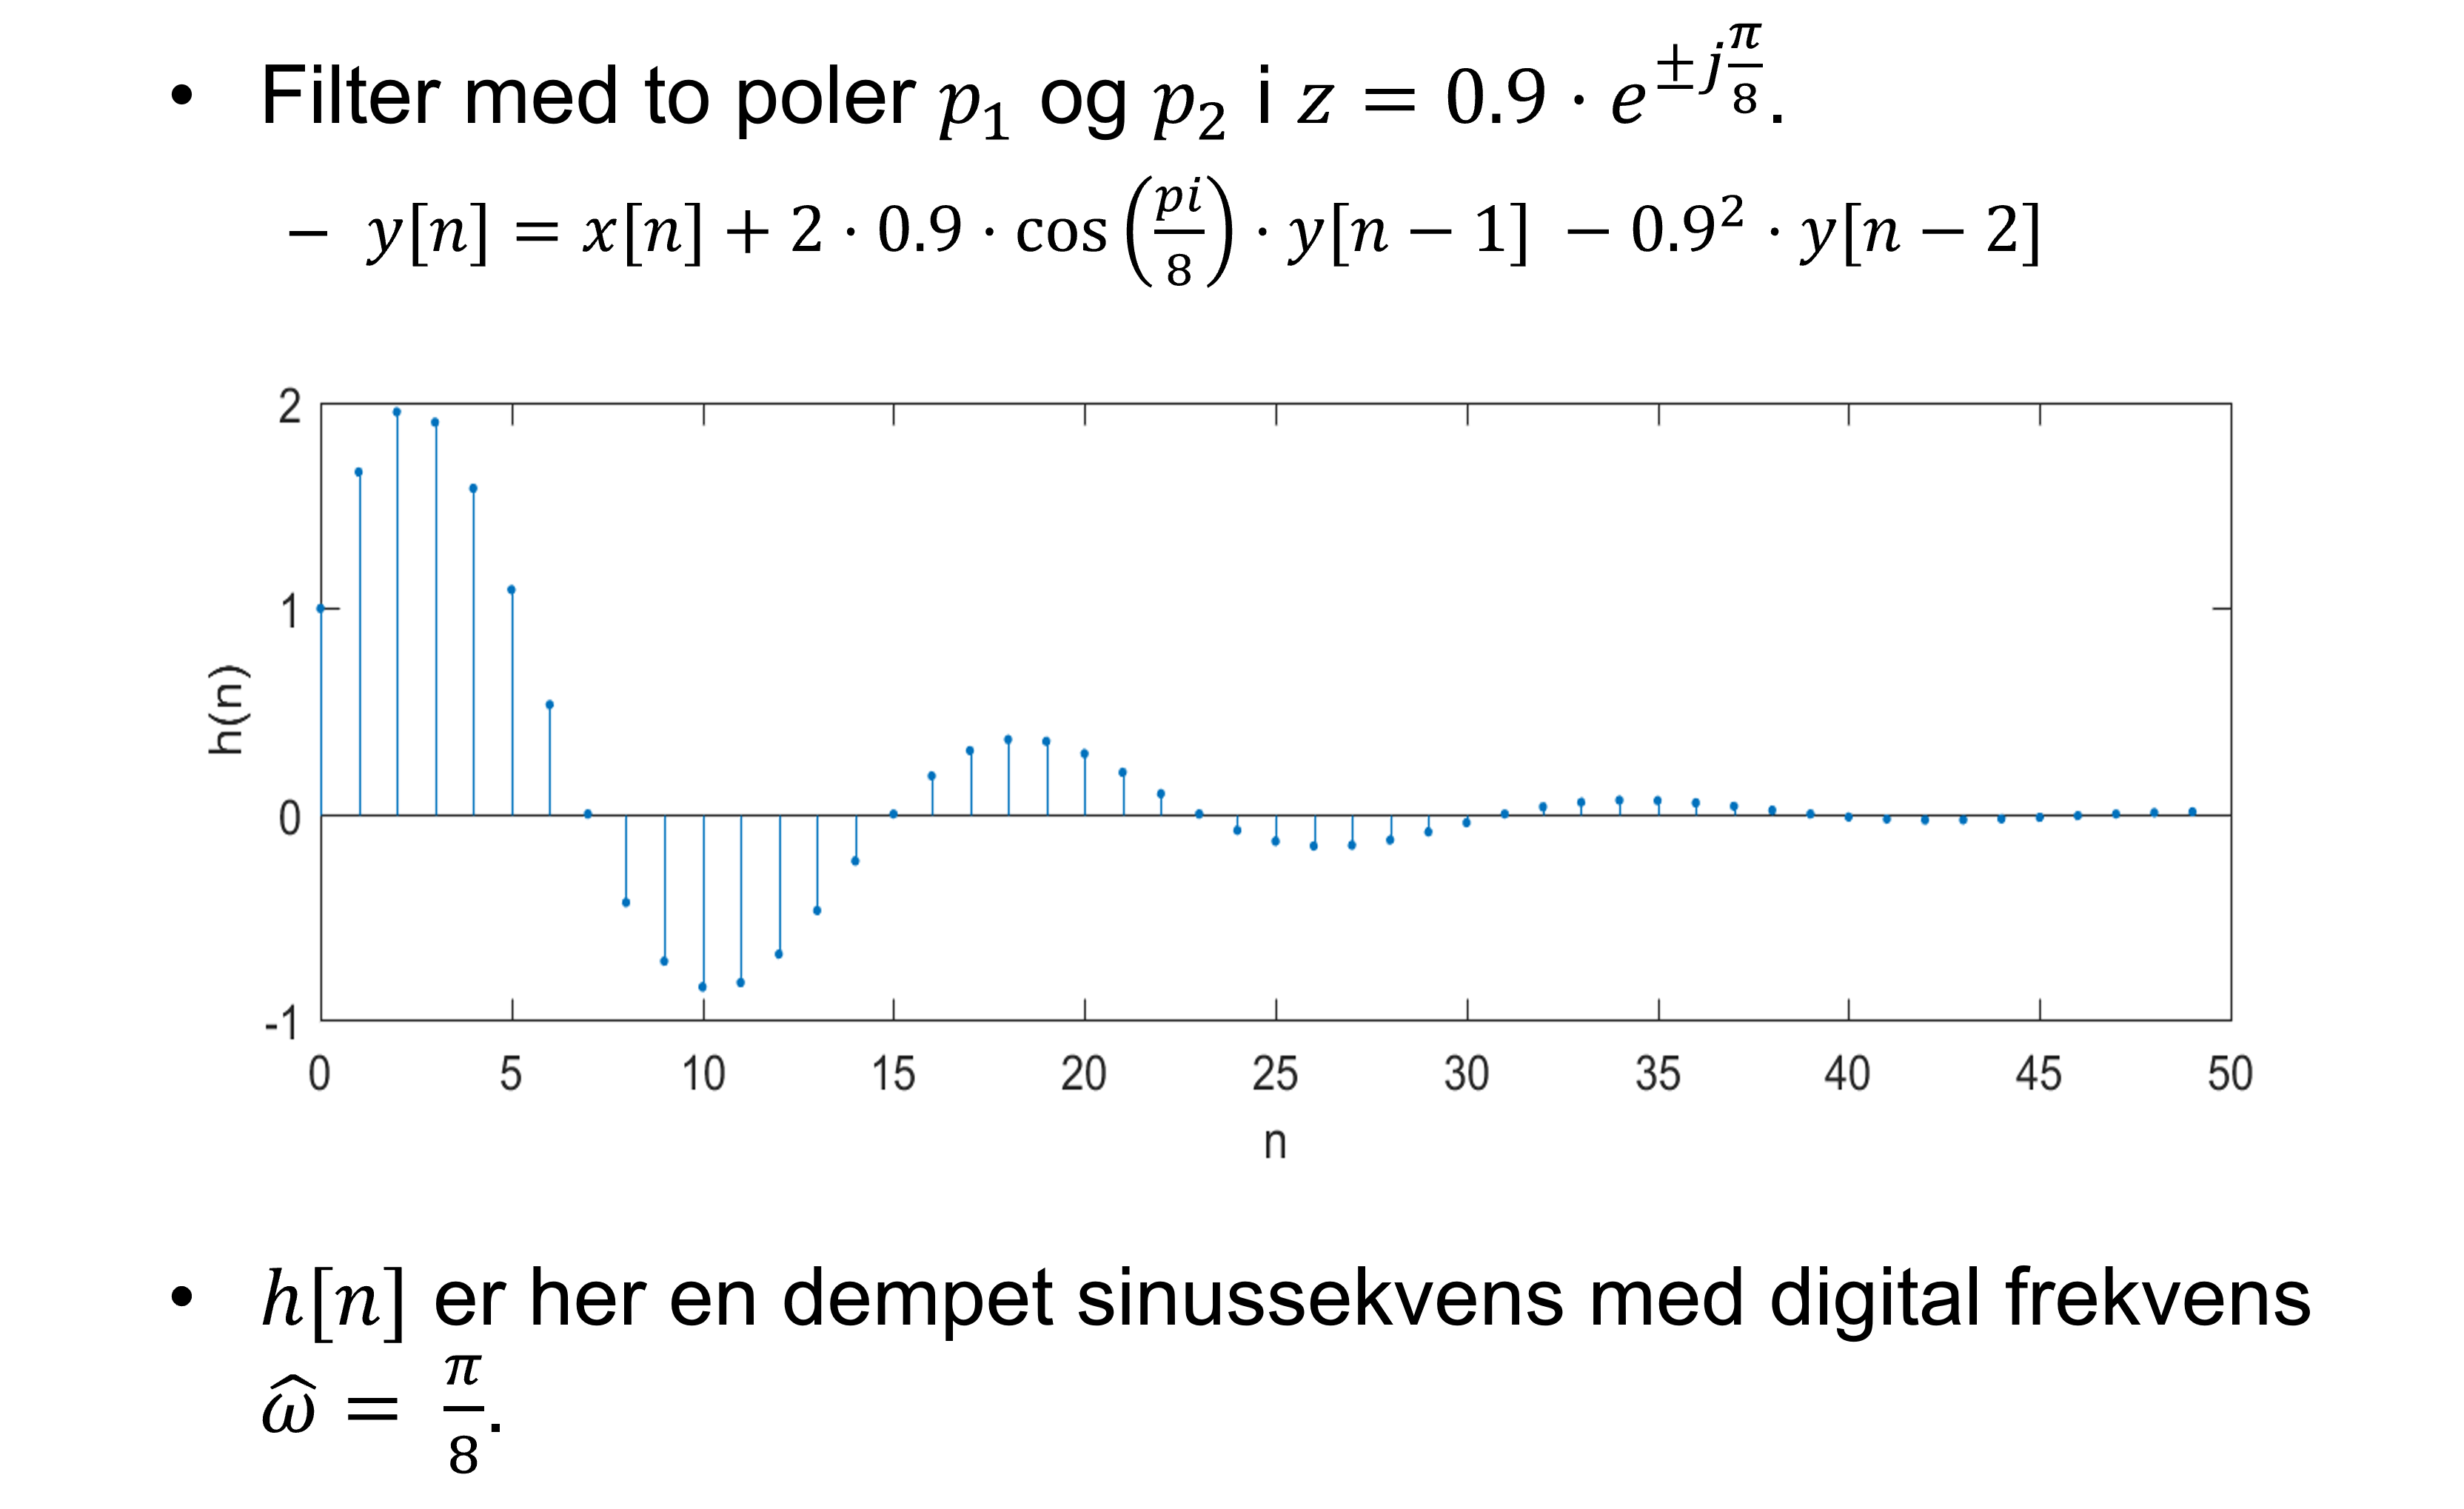 • Filter med to poler p₁ og p₂ i z = 0.9 · e^{±jπ/8}.
– y[n] = x[n] + 2 · 0.9 · cos(pi/8) · y[n − 1] − 0.9² · y[n − 2]
2
1
0
-1
h(n)
0 5 10 15 20 25 30 35 40 45 50
n
• h[n] er her en dempet sinussekvens med digital frekvens
ω̂ = π/8.